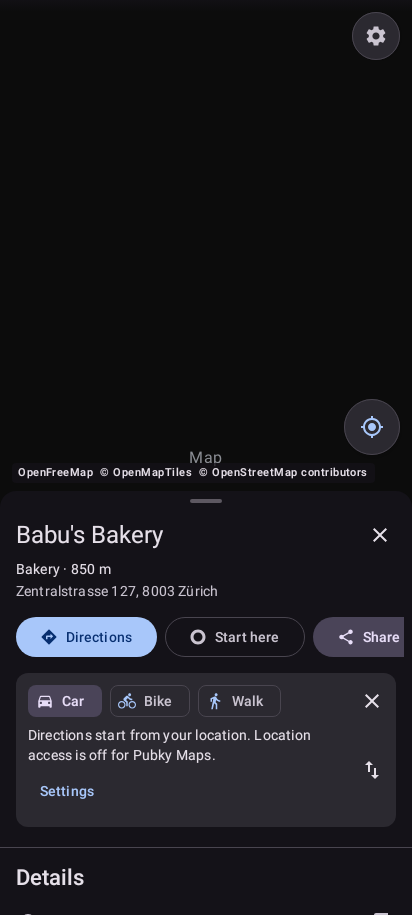 Map
OpenFreeMap © OpenMapTiles © OpenStreetMap contributors
Babu's Bakery
Bakery · 850 m
Zentralstrasse 127, 8003 Zürich
Directions
Start here
Share
Car
Bike
Walk
Directions start from your location. Location
access is off for Pubky Maps.
Settings
Details